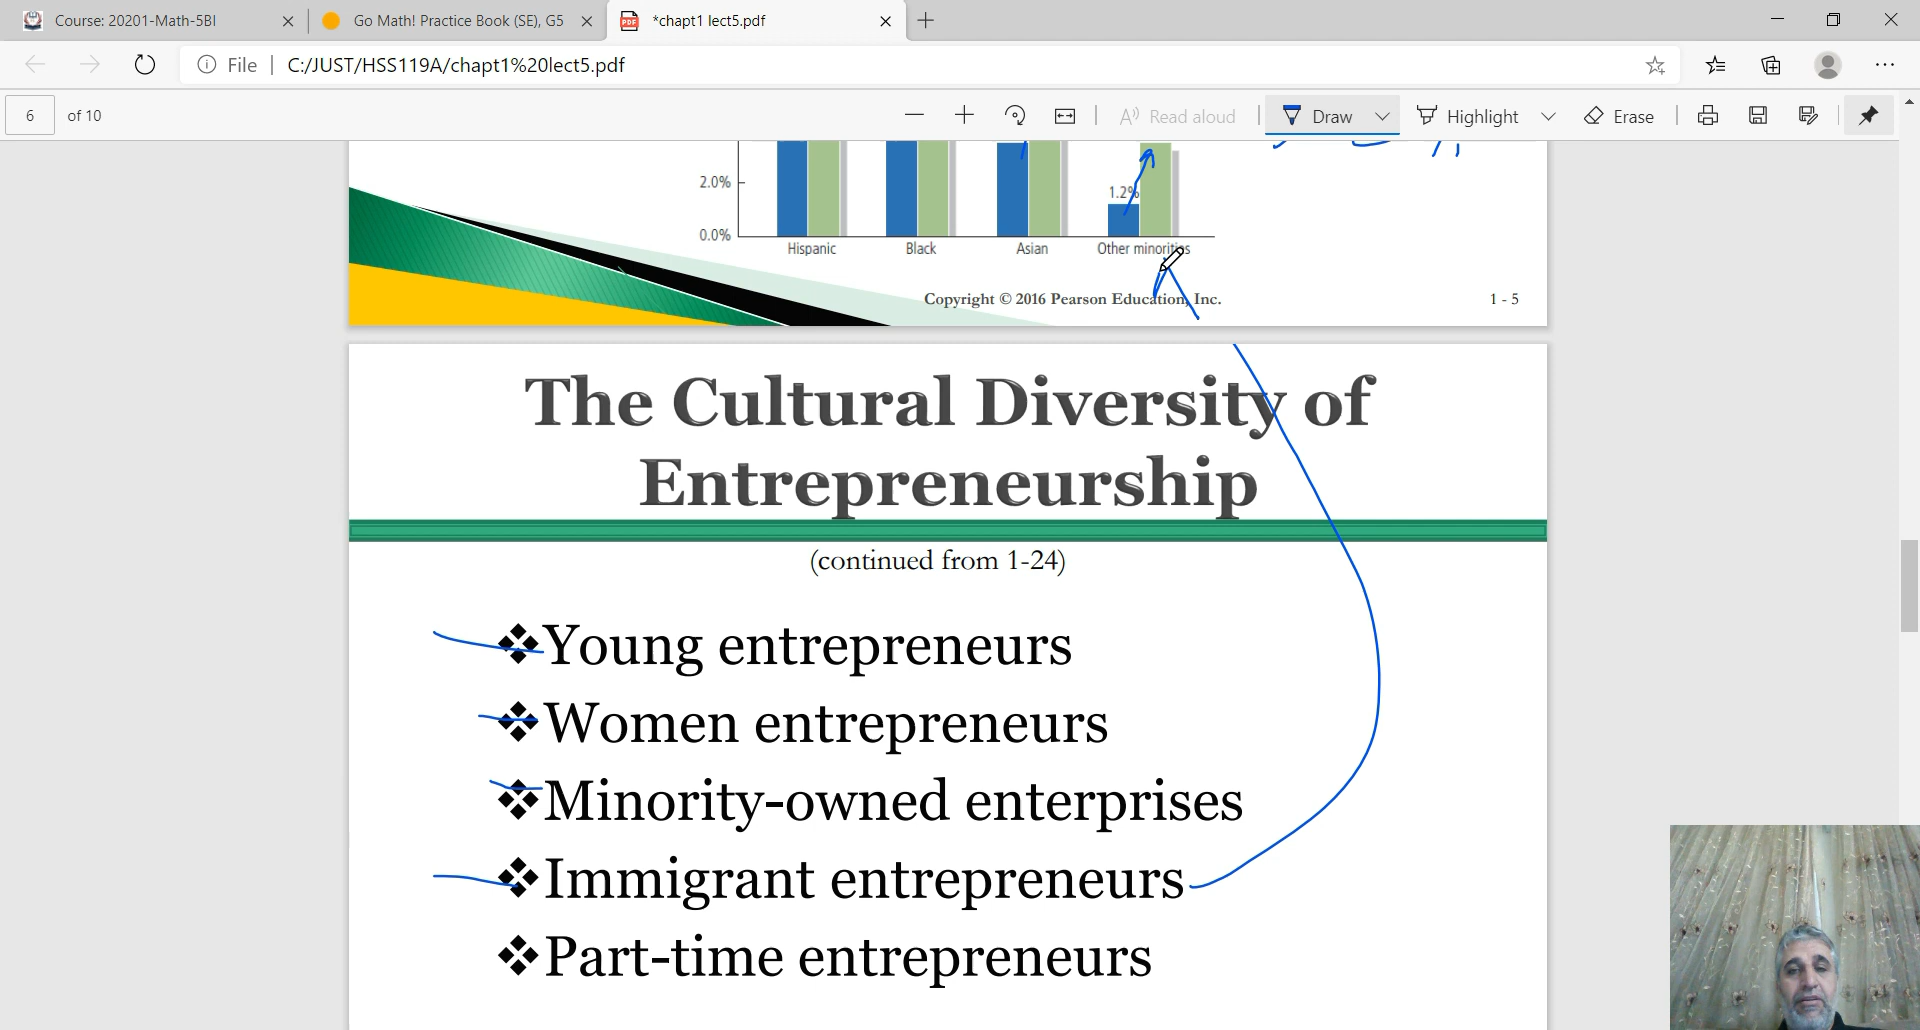 Course: 20201-Math-5BI
Go Math! Practice Book (SE), G5
*chapt1 lect5.pdf
File
C:/JUST/HSS119A/chapt1%20lect5.pdf
6 of 10
Read aloud
Draw
Highlight
Erase
2.0%
1.2%
0.0%
Hispanic
Black
Asian
Other minorities
Copyright © 2016 Pearson Education, Inc.
1 - 5
The Cultural Diversity of
Entrepreneurship
(continued from 1-24)
❖Young entrepreneurs
❖Women entrepreneurs
❖Minority-owned enterprises
❖Immigrant entrepreneurs
❖Part-time entrepreneurs